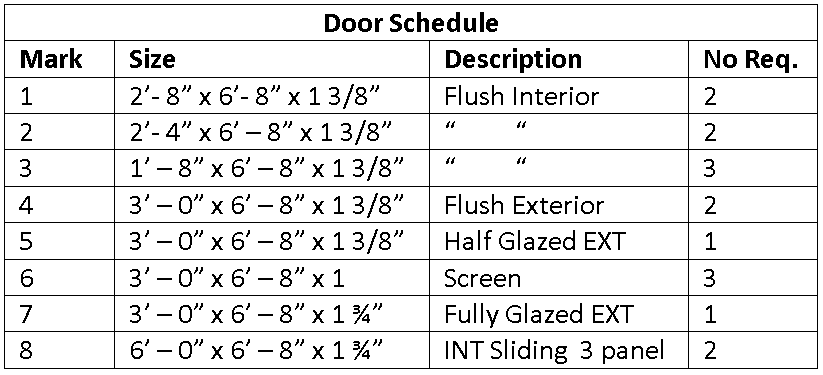 Door Schedule
Mark Size Description No Req.
1 2’- 8” x 6’- 8” x 1 3/8” Flush Interior 2
2 2’- 4” x 6’ – 8” x 1 3/8” “ “ 2
3 1’ – 8” x 6’ – 8” x 1 3/8” “ “ 3
4 3’ – 0” x 6’ – 8” x 1 3/8” Flush Exterior 2
5 3’ – 0” x 6’ – 8” x 1 3/8” Half Glazed EXT 1
6 3’ – 0” x 6’ – 8” x 1 Screen 3
7 3’ – 0” x 6’ – 8” x 1 ¾” Fully Glazed EXT 1
8 6’ – 0” x 6’ – 8” x 1 ¾” INT Sliding 3 panel 2